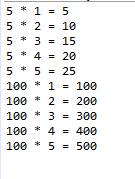 5 * 1 = 5
5 * 2 = 10
5 * 3 = 15
5 * 4 = 20
5 * 5 = 25
100 * 1 = 100
100 * 2 = 200
100 * 3 = 300
100 * 4 = 400
100 * 5 = 500